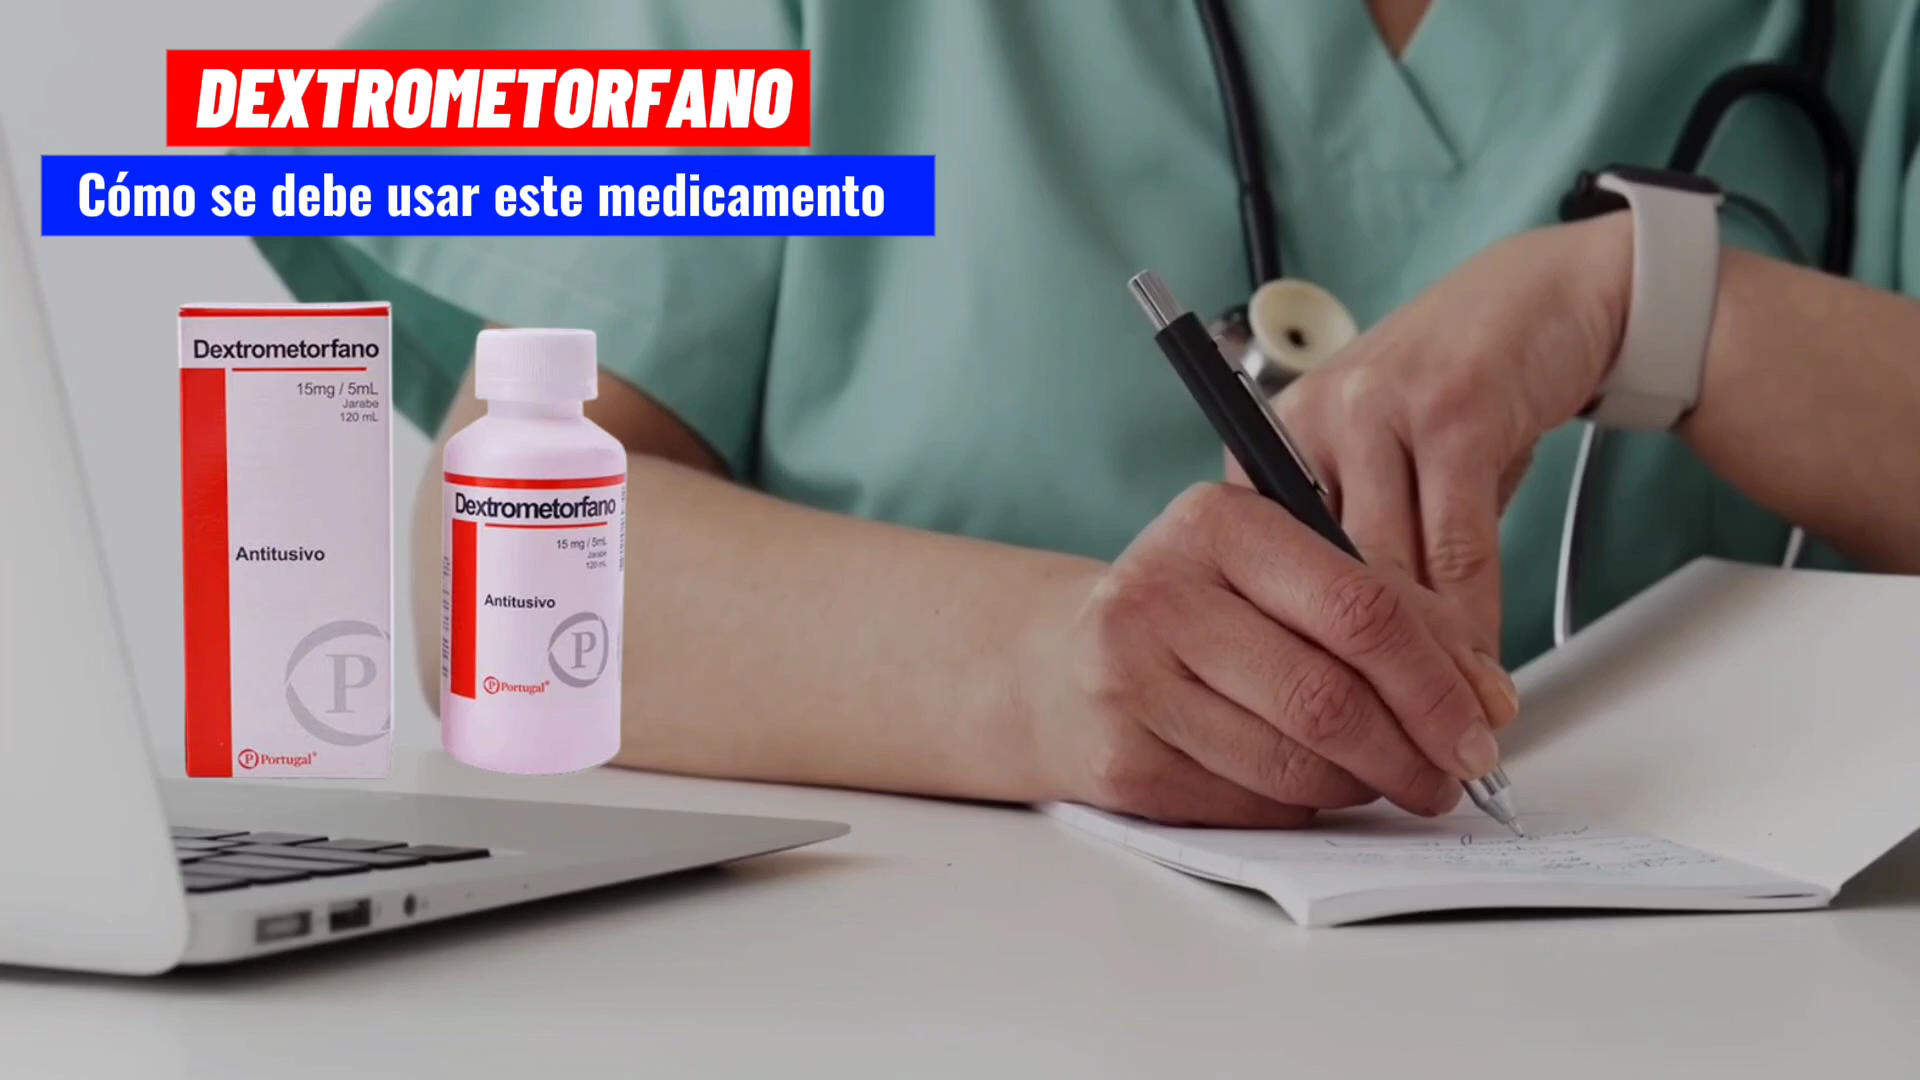 DEXTROMETORFANO
Cómo se debe usar este medicamento
Dextrometorfano
15mg / 5mL
Jarabe
120 mL
Antitusivo
P
P Portugal®
Dextrometorfano
15 mg / 5mL
Jarabe
120 mL
Antitusivo
P
P Portugal®